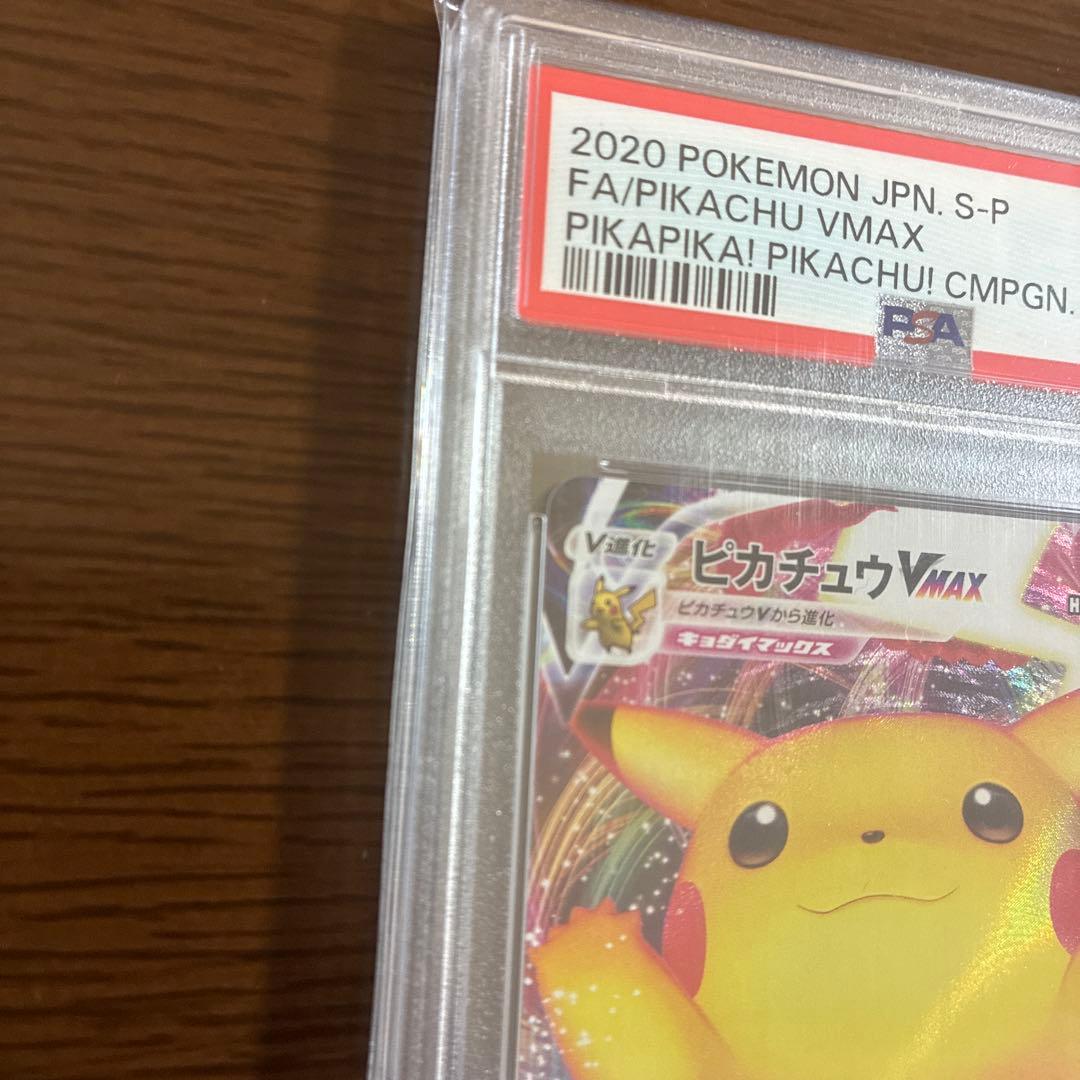 2020 POKEMON JPN. S-P
FA/PIKACHU VMAX
PIKAPIKA! PIKACHU! CMPGN.
PSA
V進化
ピカチュウVMAX
ピカチュウVから進化
キョダイマックス
H